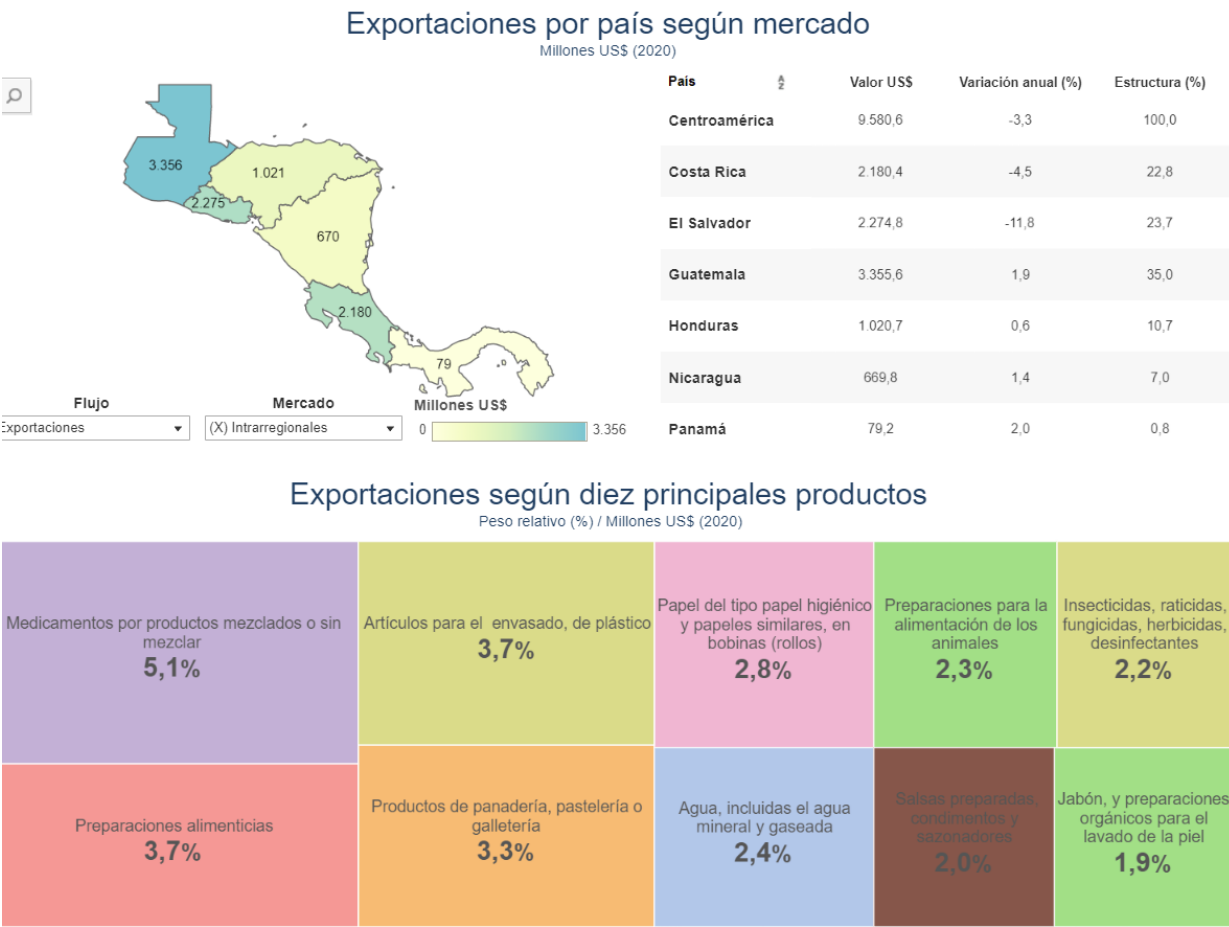 Exportaciones por país según mercado
Millones US$ (2020)
3.356
1.021
2.275
670
2.180
79
Flujo
Exportaciones
Mercado
(X) Intrarregionales
Millones US$
0
3.356
País Valor US$ Variación anual (%) Estructura (%)
Centroamérica 9.580,6 -3,3 100,0
Costa Rica 2.180,4 -4,5 22,8
El Salvador 2.274,8 -11,8 23,7
Guatemala 3.355,6 1,9 35,0
Honduras 1.020,7 0,6 10,7
Nicaragua 669,8 1,4 7,0
Panamá 79,2 2,0 0,8
Exportaciones según diez principales productos
Peso relativo (%) / Millones US$ (2020)
Medicamentos por productos mezclados o sin
mezclar
5,1%
Artículos para el envasado, de plástico
3,7%
Papel del tipo papel higiénico
y papeles similares, en
bobinas (rollos)
2,8%
Preparaciones para la
alimentación de los
animales
2,3%
Insecticidas, raticidas,
fungicidas, herbicidas,
desinfectantes
2,2%
Preparaciones alimenticias
3,7%
Productos de panadería, pastelería o
galletería
3,3%
Agua, incluidas el agua
mineral y gaseada
2,4%
Salsas preparadas,
condimentos y
sazonadores
2,0%
Jabón, y preparaciones
orgánicos para el
lavado de la piel
1,9%